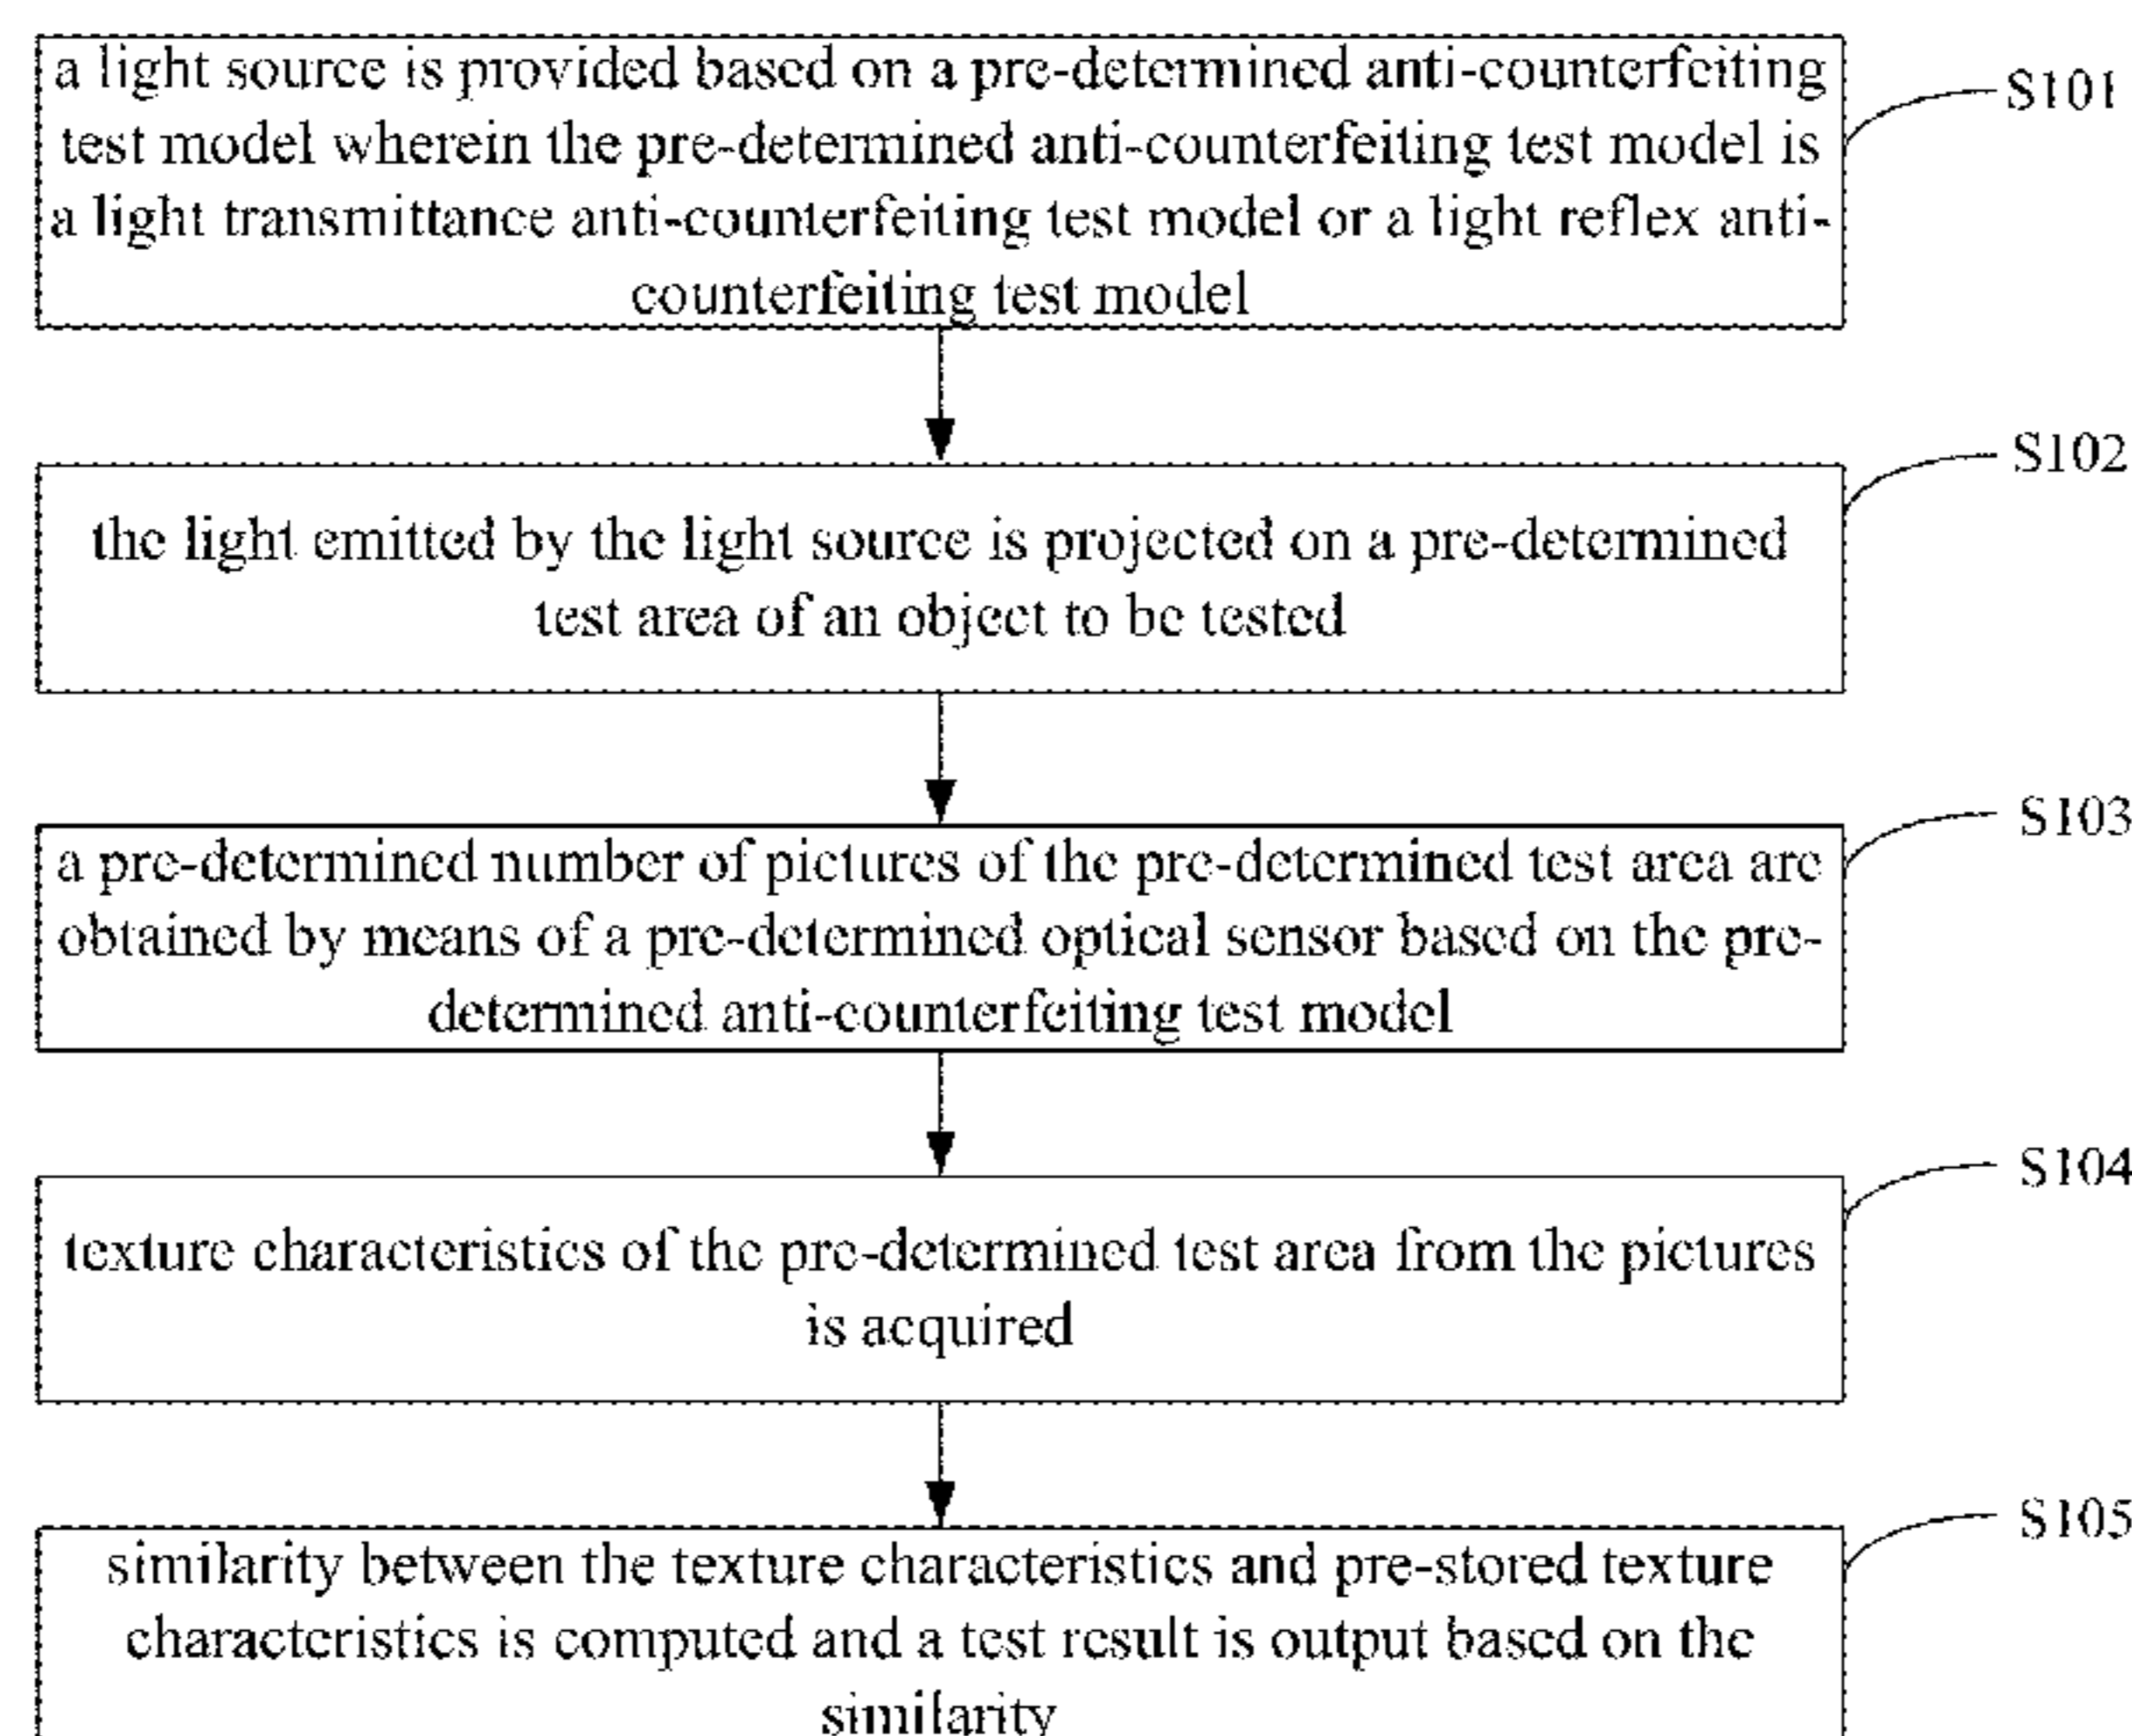 a light source is provided based on a pre-determined anti-counterfeiting
test model wherein the pre-determined anti-counterfeiting test model is
a light transmittance anti-counterfeiting test model or a light reflex anti-
counterfeiting test model
S101
the light emitted by the light source is projected on a pre-determined
test area of an object to be tested
S102
a pre-determined number of pictures of the pre-determined test area are
obtained by means of a pre-determined optical sensor based on the pre-
determined anti-counterfeiting test model
S103
texture characteristics of the pre-determined test area from the pictures
is acquired
S104
similarity between the texture characteristics and pre-stored texture
characteristics is computed and a test result is output based on the
similarity
S105